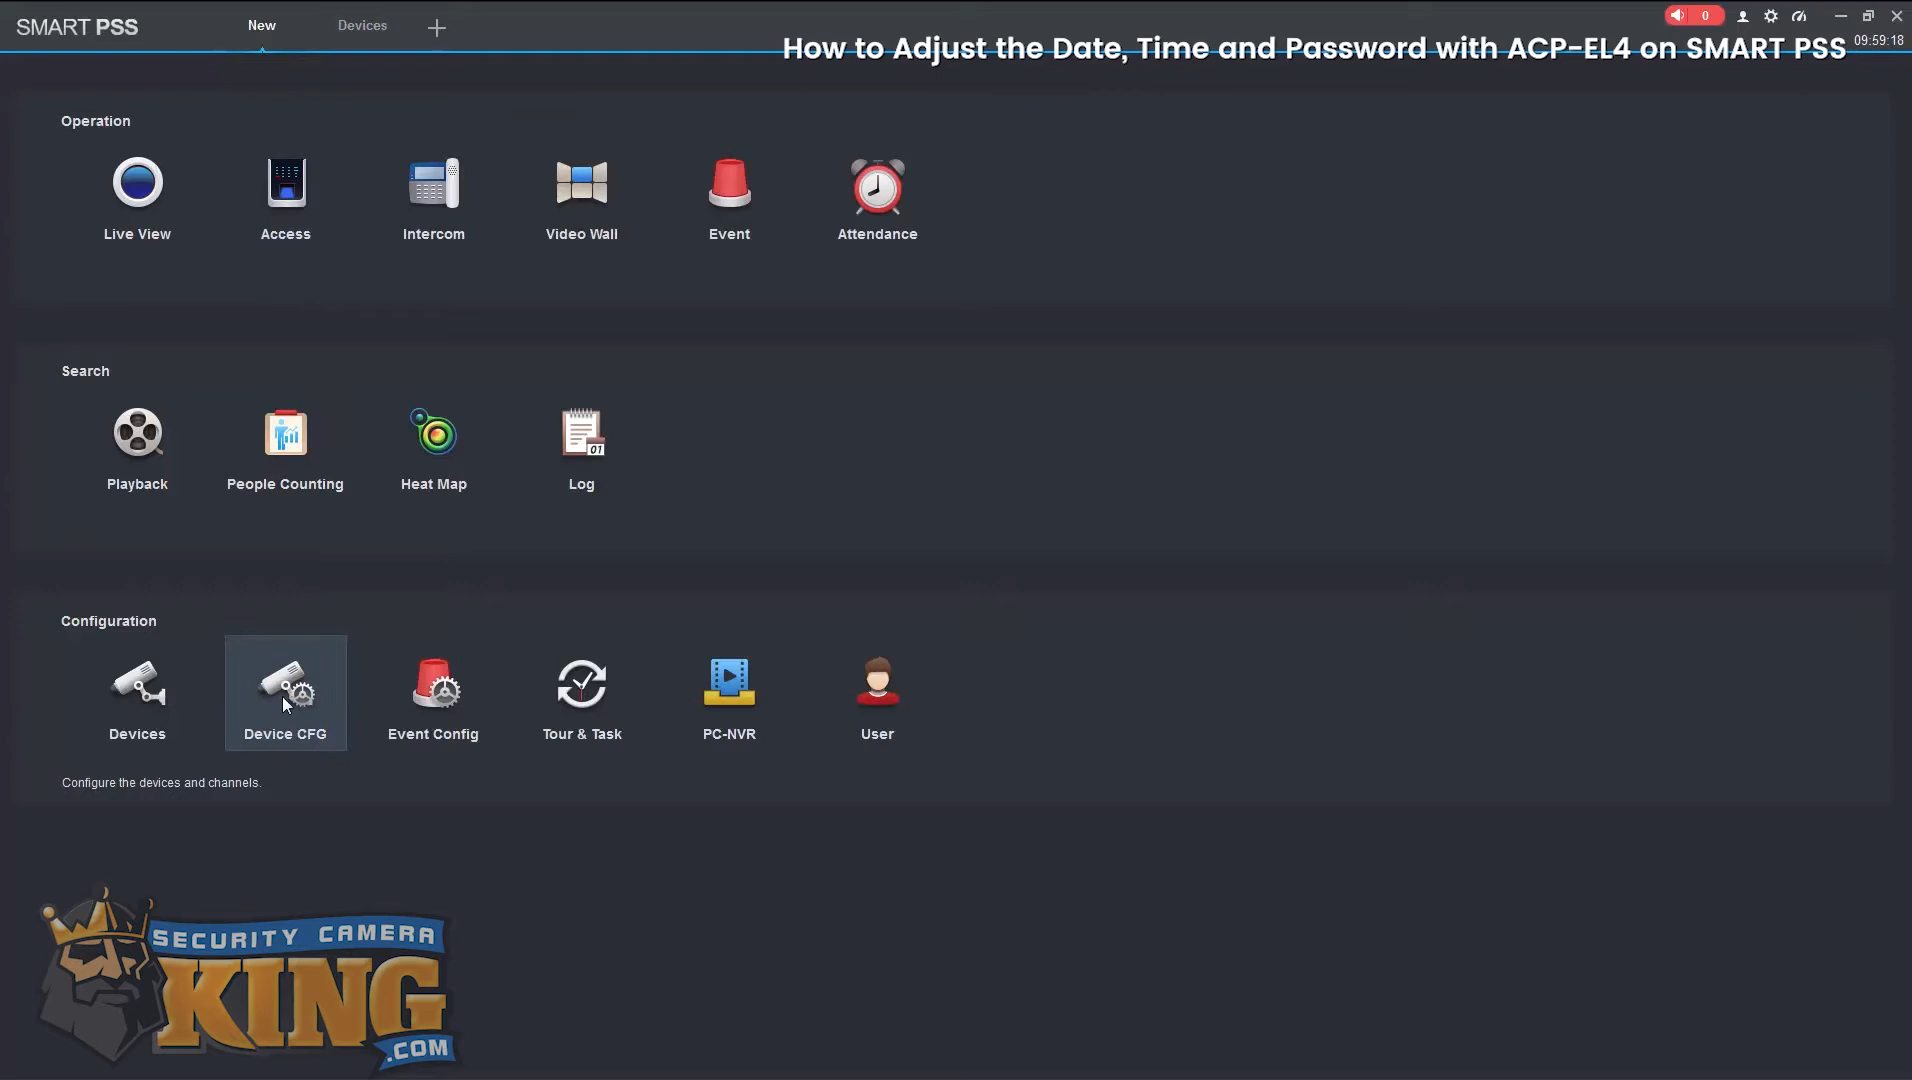 SMART PSS
New
Devices
0
09:59:18
How to Adjust the Date, Time and Password with ACP-EL4 on SMART PSS
Operation
Live View
Access
Intercom
Video Wall
Event
Attendance
Search
01
Playback
People Counting
Heat Map
Log
Configuration
Devices
Device CFG
Event Config
Tour & Task
PC-NVR
User
Configure the devices and channels.
SECURITY CAMERA
KING
.COM